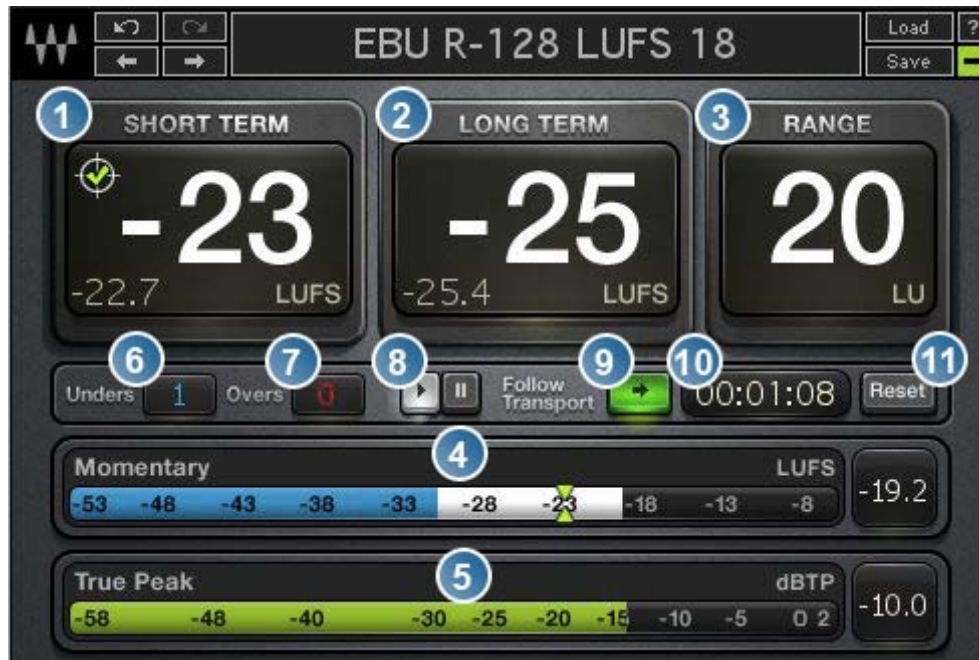 EBU R-128 LUFS 18
Load
?
Save
1
SHORT TERM
-23
-22.7 LUFS
2
LONG TERM
-25
-25.4 LUFS
3
RANGE
20
LU
6
7
8
9
10
11
Unders 1 Overs 0 Follow Transport 00:01:08 Reset
4
Momentary LUFS
-53 -48 -43 -38 -33 -28 -23 -18 -13 -8
-19.2
5
True Peak dBTP
-58 -48 -40 -30 -25 -20 -15 -10 -5 0 2
-10.0